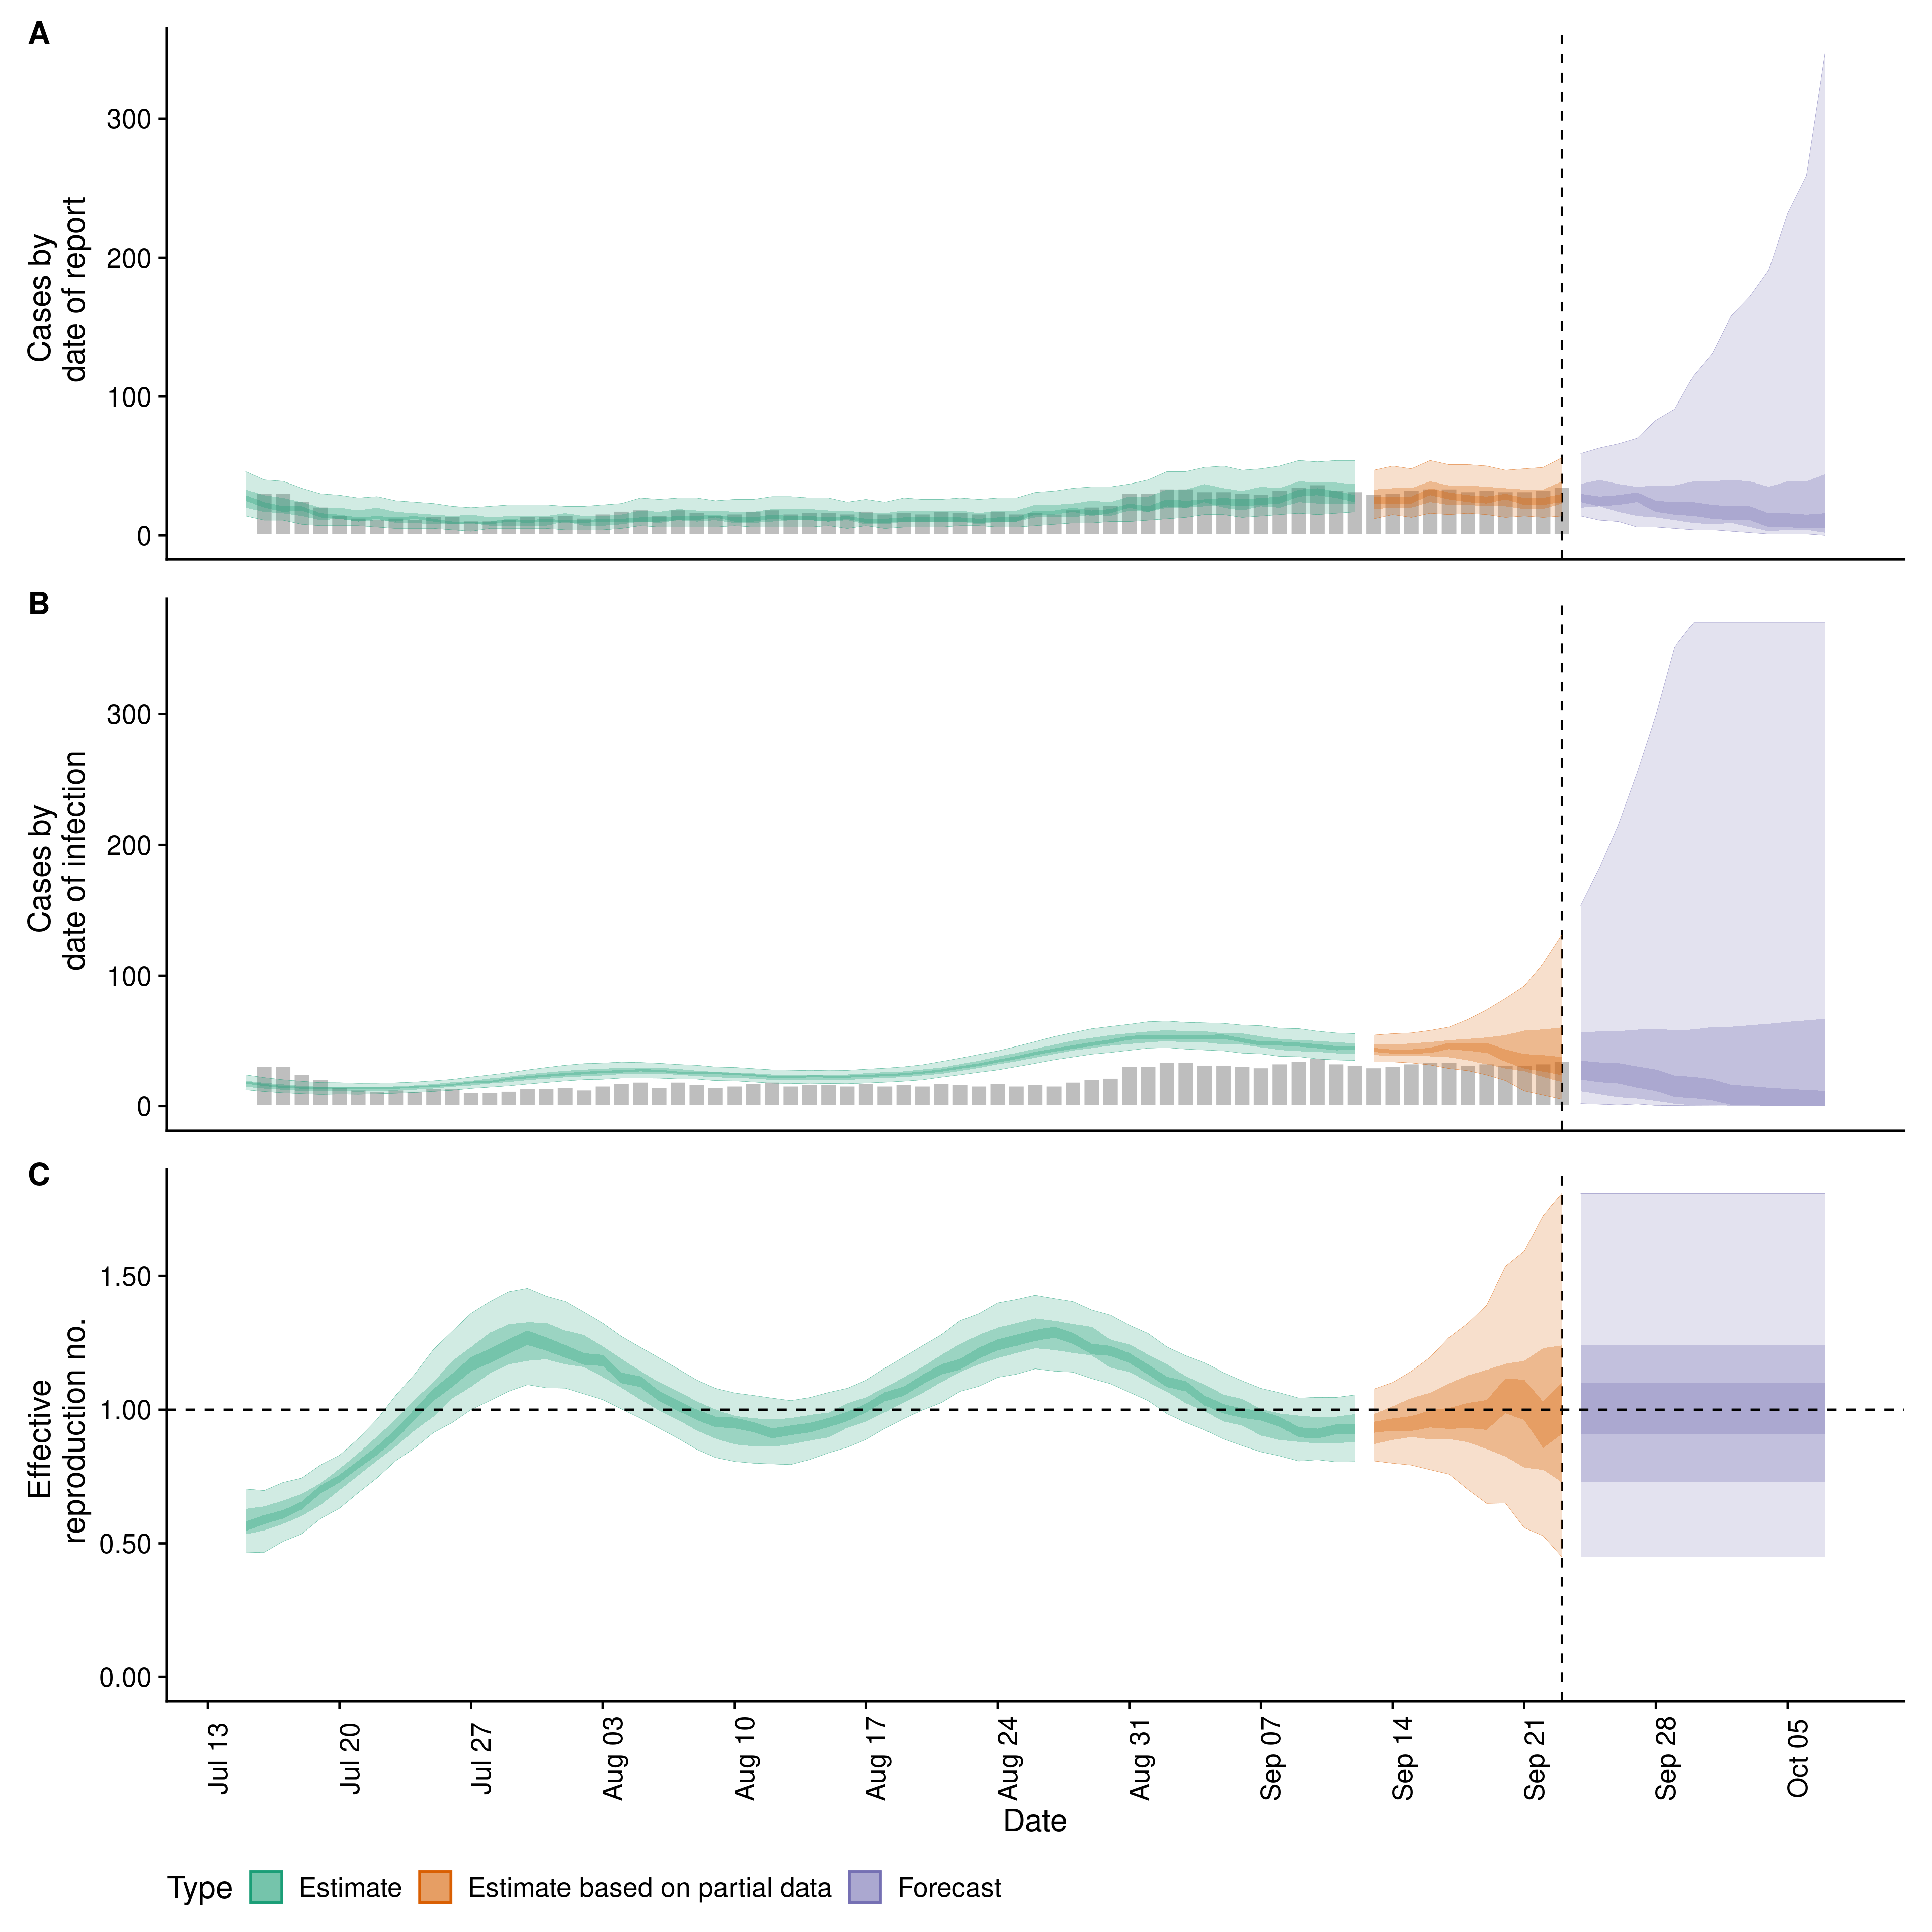 A
Cases by
date of report
300
200
100
0
B
Cases by
date of infection
300
200
100
0
C
Effective
reproduction no.
1.50
1.00
0.50
0.00
Jul 13
Jul 20
Jul 27
Aug 03
Aug 10
Aug 17
Aug 24
Aug 31
Sep 07
Sep 14
Sep 21
Sep 28
Oct 05
Date
Type Estimate Estimate based on partial data Forecast